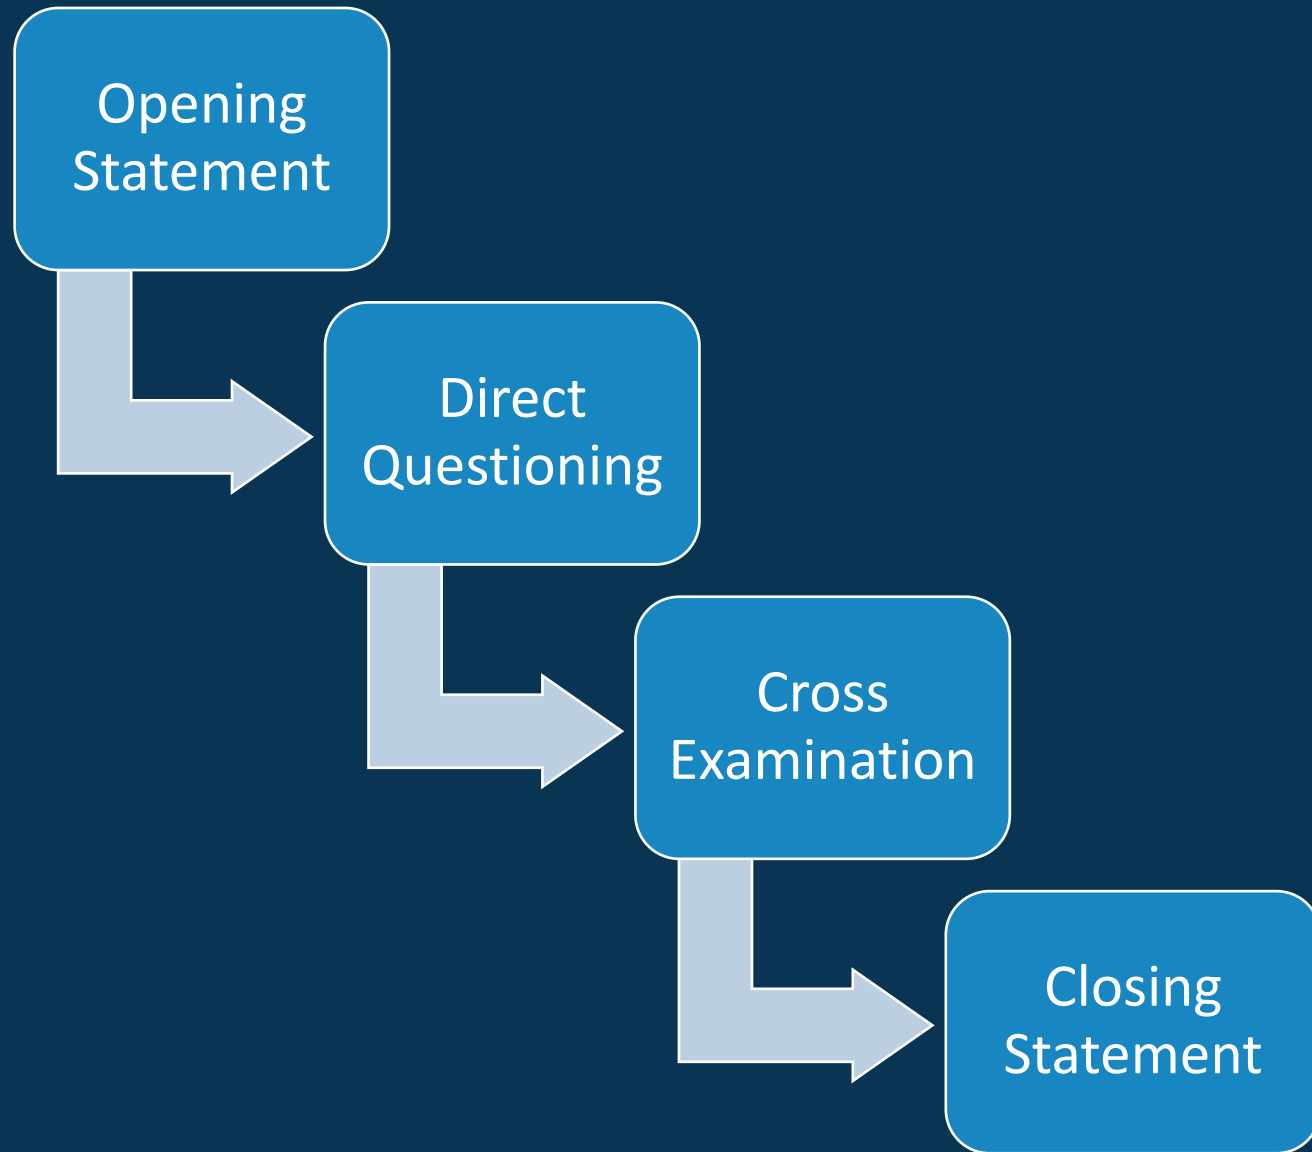 Opening
Statement
Direct
Questioning
Cross
Examination
Closing
Statement